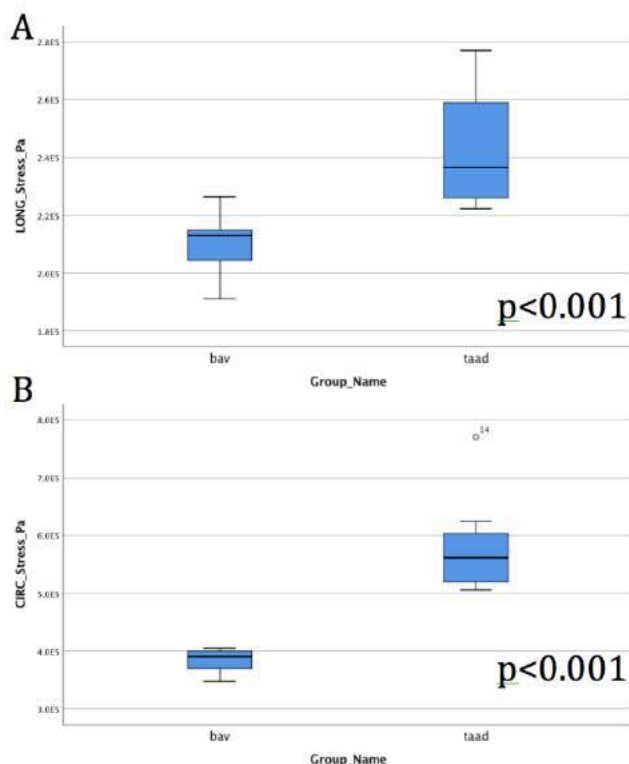 A
2.8E5
2.6E5
2.4E5
2.2E5
2.0E5
1.8E5
LONG_Stress_Pa
p<0.001
bav
taad
Group_Name
B
8.0E5
7.0E5
6.0E5
5.0E5
4.0E5
3.0E5
CIRC_Stress_Pa
14
p<0.001
bav
taad
Group_Name